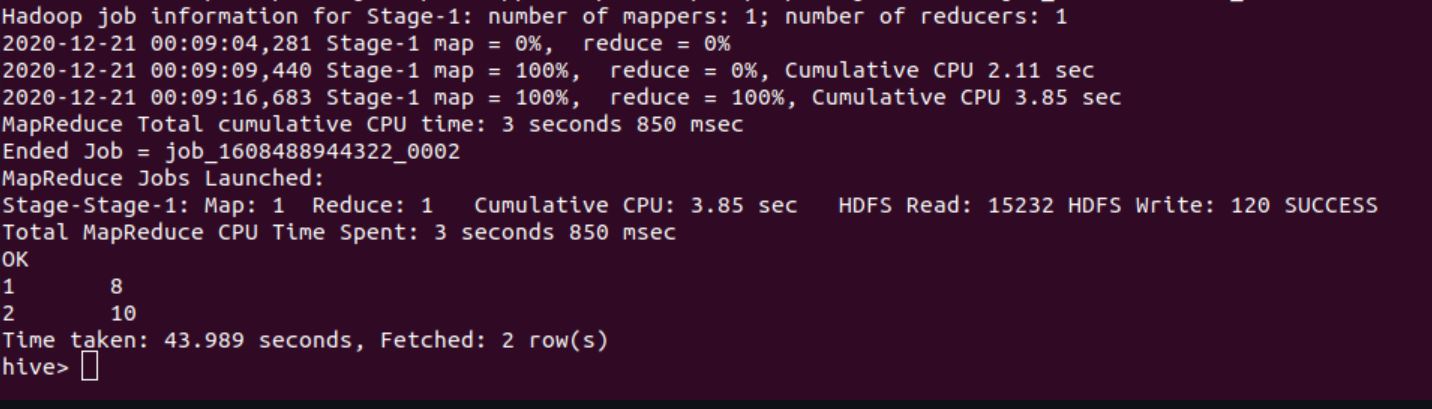 Hadoop job information for Stage-1: number of mappers: 1; number of reducers: 1
2020-12-21 00:09:04,281 Stage-1 map = 0%,  reduce = 0%
2020-12-21 00:09:09,440 Stage-1 map = 100%,  reduce = 0%, Cumulative CPU 2.11 sec
2020-12-21 00:09:16,683 Stage-1 map = 100%,  reduce = 100%, Cumulative CPU 3.85 sec
MapReduce Total cumulative CPU time: 3 seconds 850 msec
Ended Job = job_1608488944322_0002
MapReduce Jobs Launched:
Stage-Stage-1: Map: 1  Reduce: 1   Cumulative CPU: 3.85 sec   HDFS Read: 15232 HDFS Write: 120 SUCCESS
Total MapReduce CPU Time Spent: 3 seconds 850 msec
OK
1       8
2       10
Time taken: 43.989 seconds, Fetched: 2 row(s)
hive>